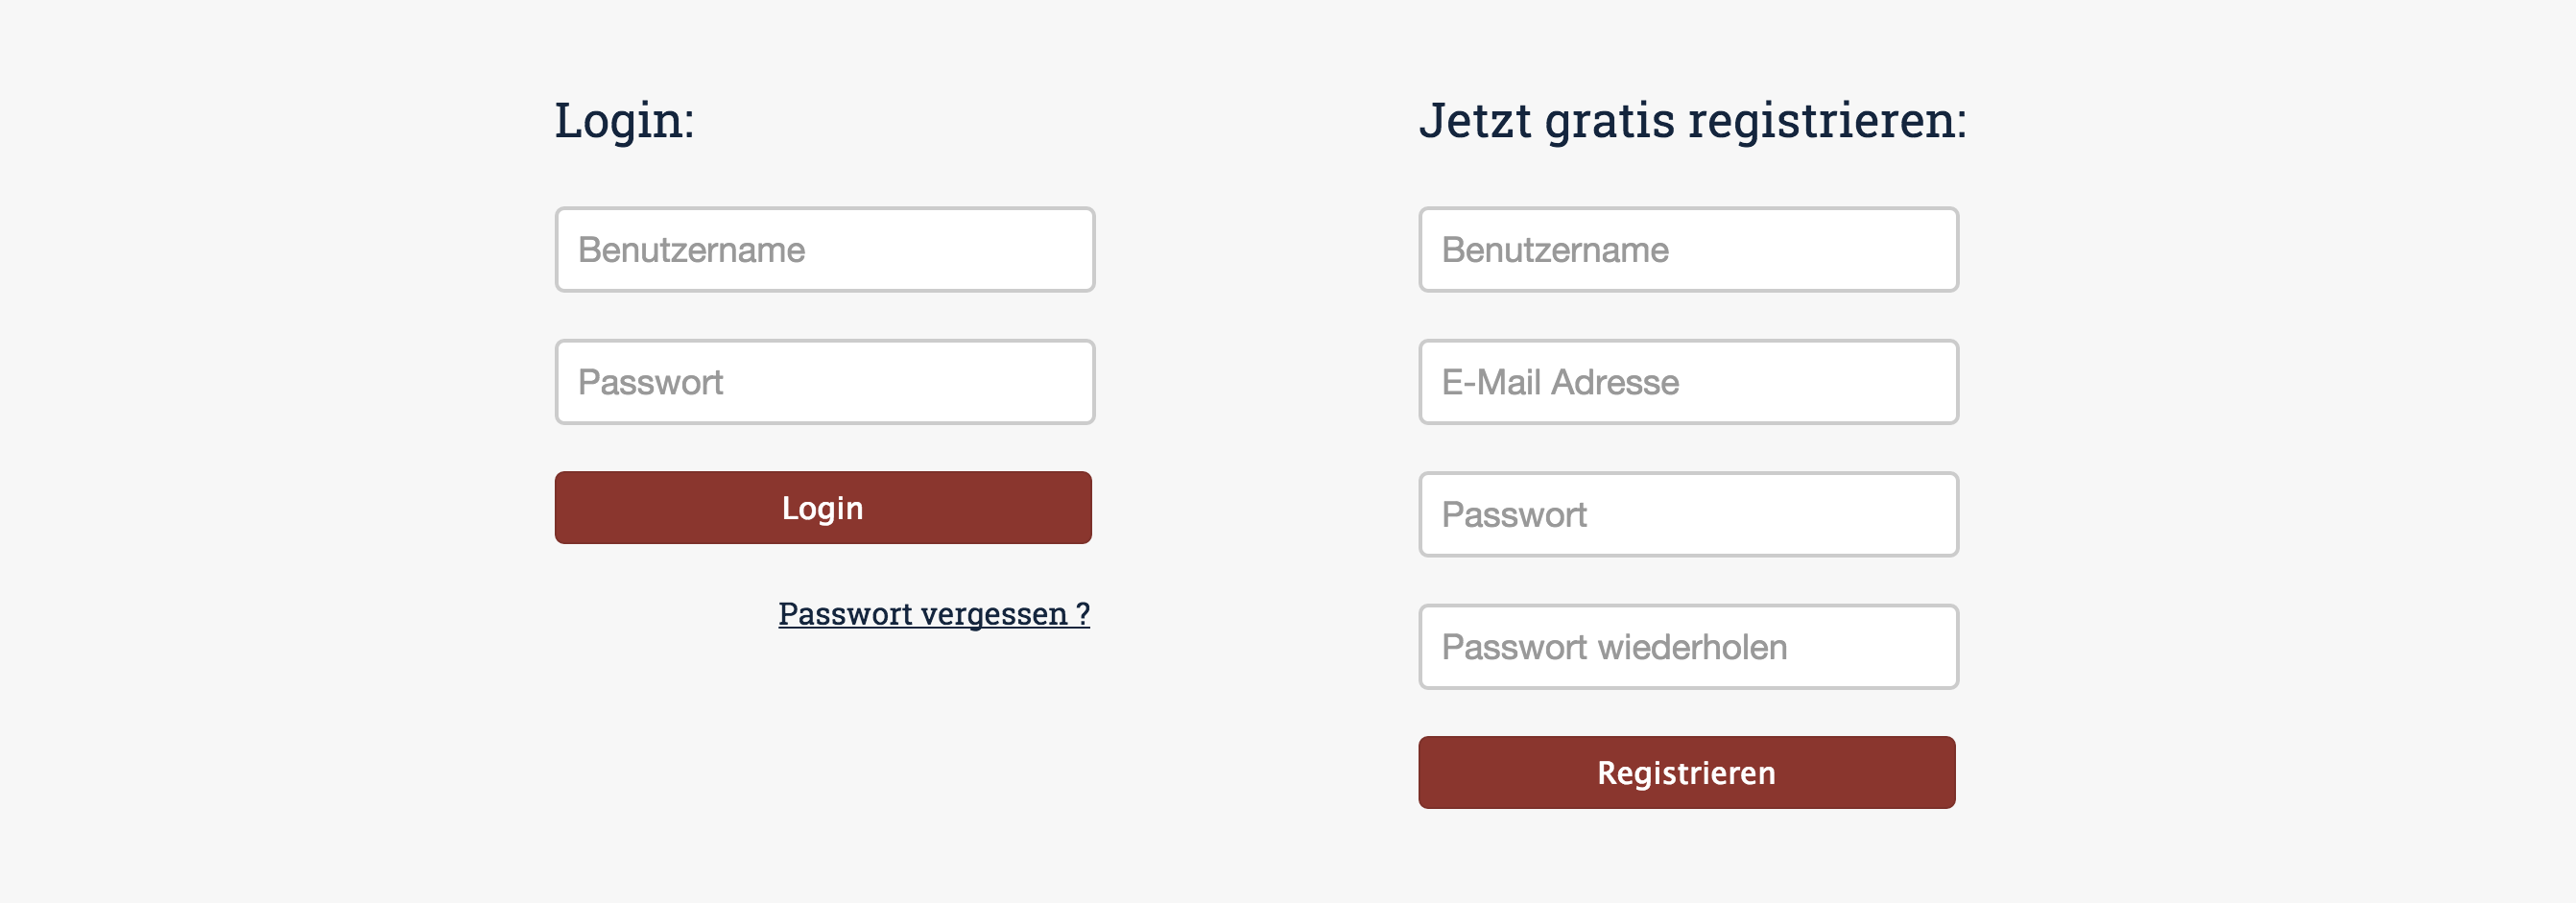 Login:
Benutzername
Passwort
Login
Passwort vergessen ?
Jetzt gratis registrieren:
Benutzername
E-Mail Adresse
Passwort
Passwort wiederholen
Registrieren